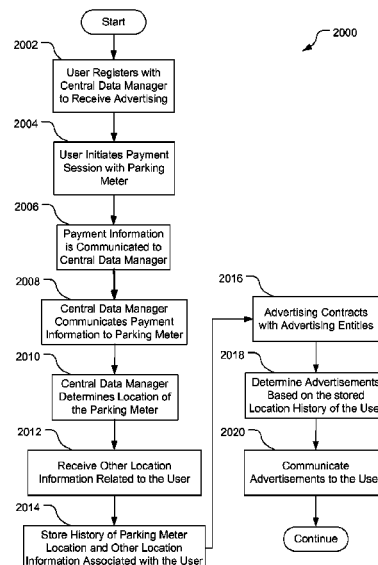 Start
2000
2002
User Registers with
Central Data Manager
to Receive Advertising
2004
User Initiates Payment
Session with Parking
Meter
2006
Payment Information
is Communicated to
Central Data Manager
2008
Central Data Manager
Communicates Payment
Information to Parking Meter
2010
Central Data Manager
Determines Location of
the Parking Meter
2012
Receive Other Location
Information Related to the User
2014
Store History of Parking Meter
Location and Other Location
Information Associated with the User
2016
Advertising Contracts
with Advertising Entities
2018
Determine Advertisements
Based on the stored
Location History of the User
2020
Communicate
Advertisements to the User
Continue